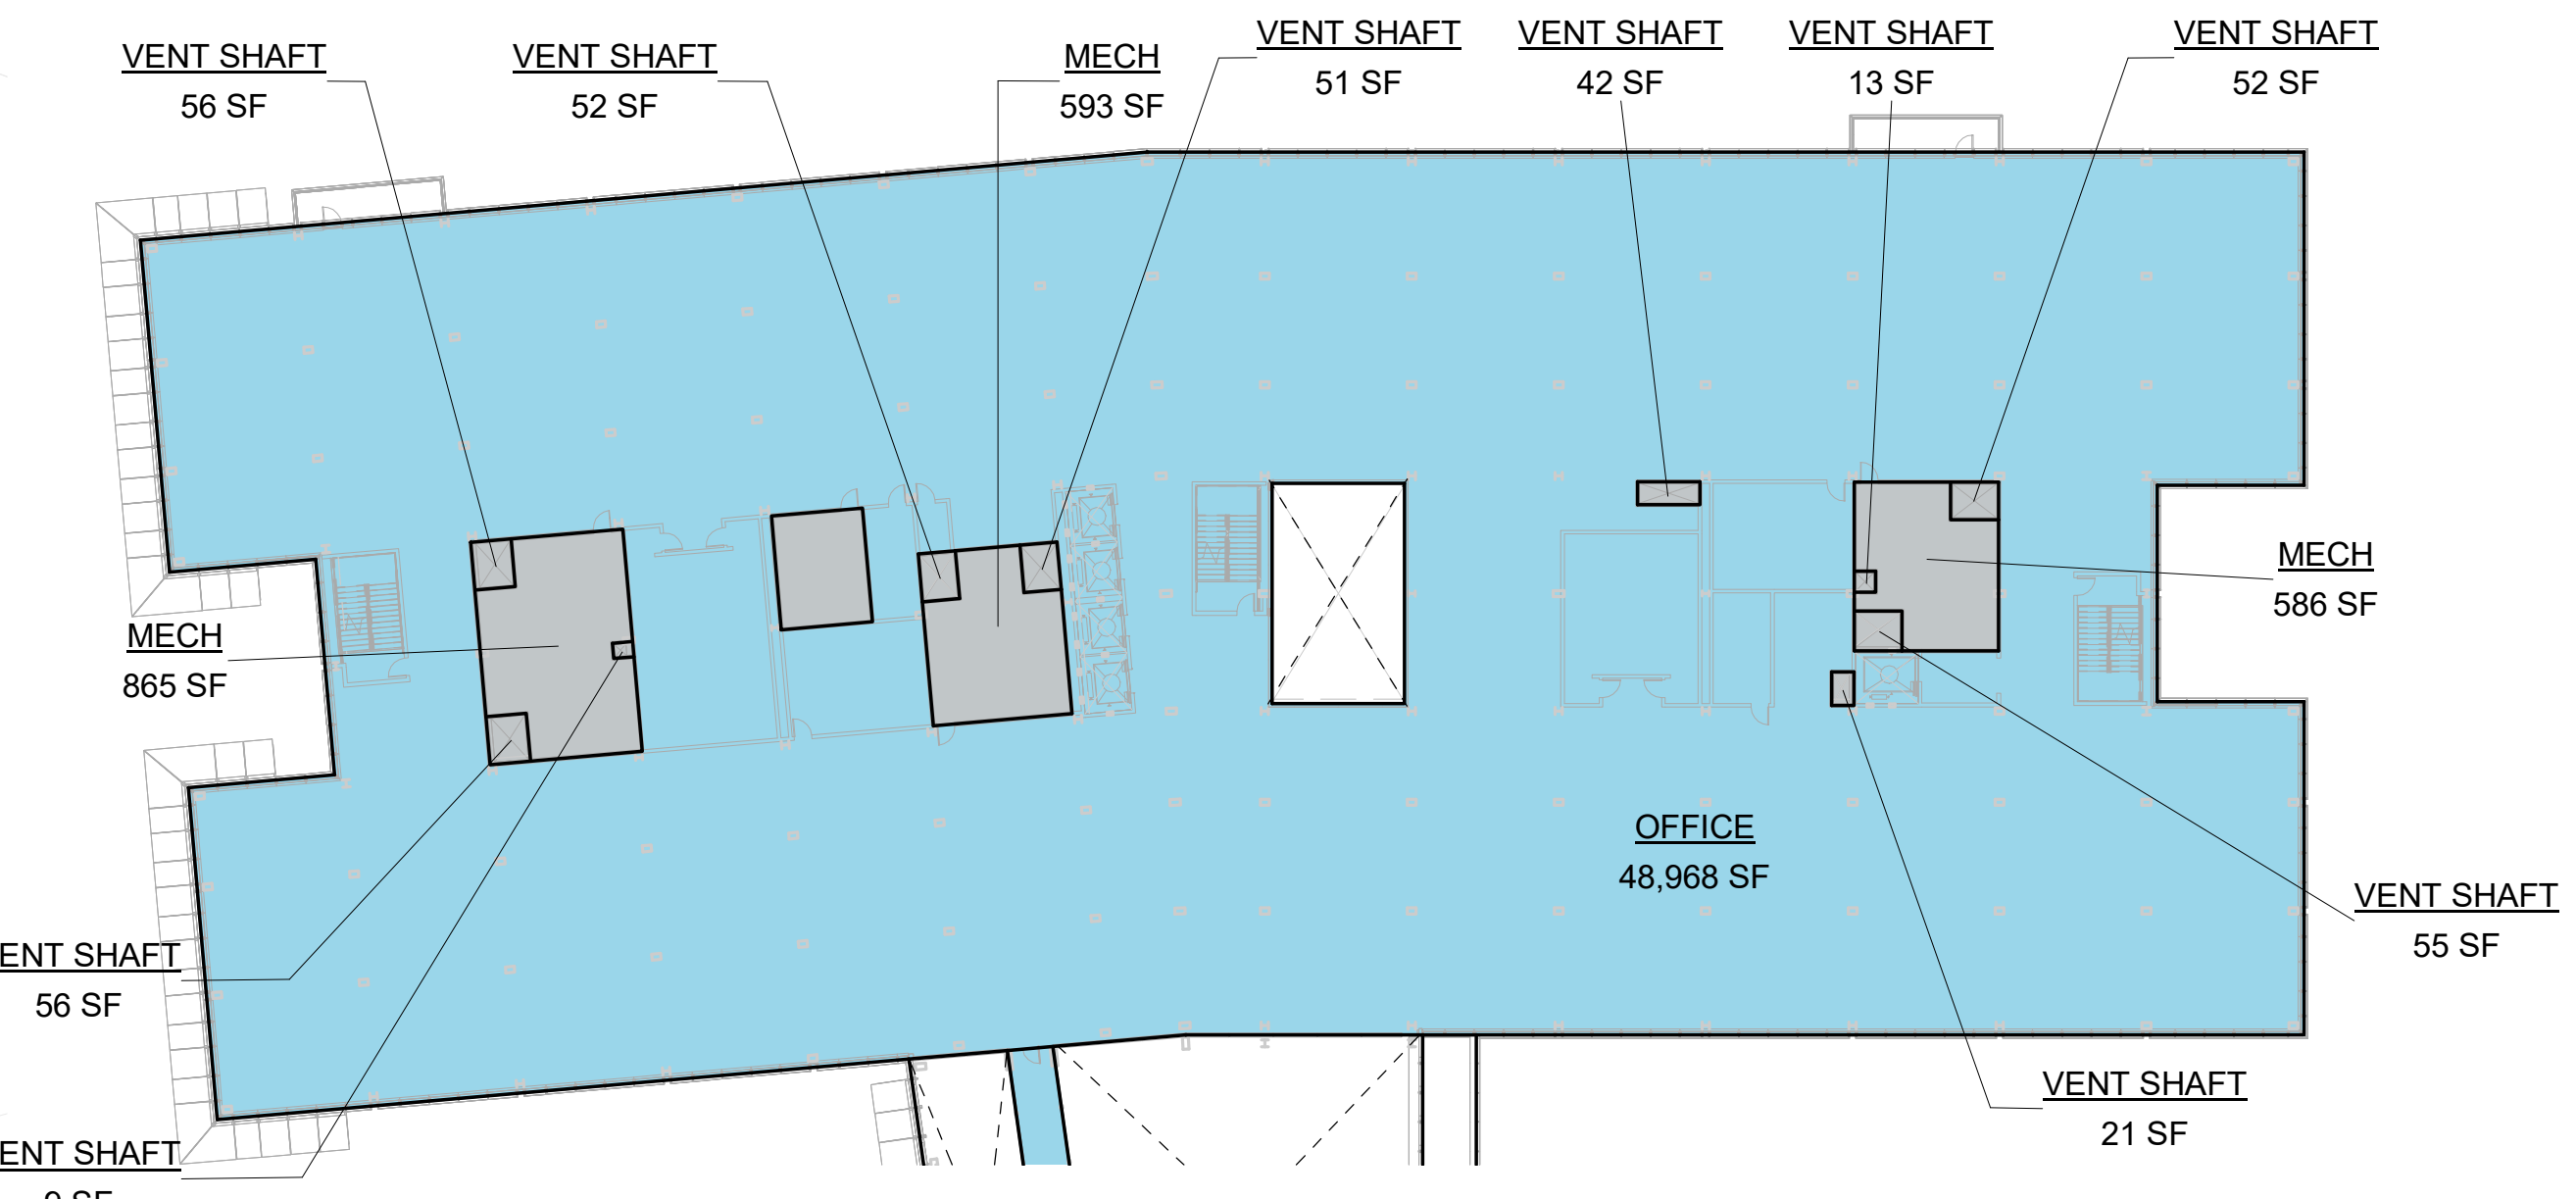 VENT SHAFT
56 SF
VENT SHAFT
52 SF
MECH
593 SF
VENT SHAFT
51 SF
VENT SHAFT
42 SF
VENT SHAFT
13 SF
VENT SHAFT
52 SF
MECH
586 SF
MECH
865 SF
OFFICE
48,968 SF
VENT SHAFT
55 SF
ENT SHAFT
56 SF
VENT SHAFT
21 SF
ENT SHAFT